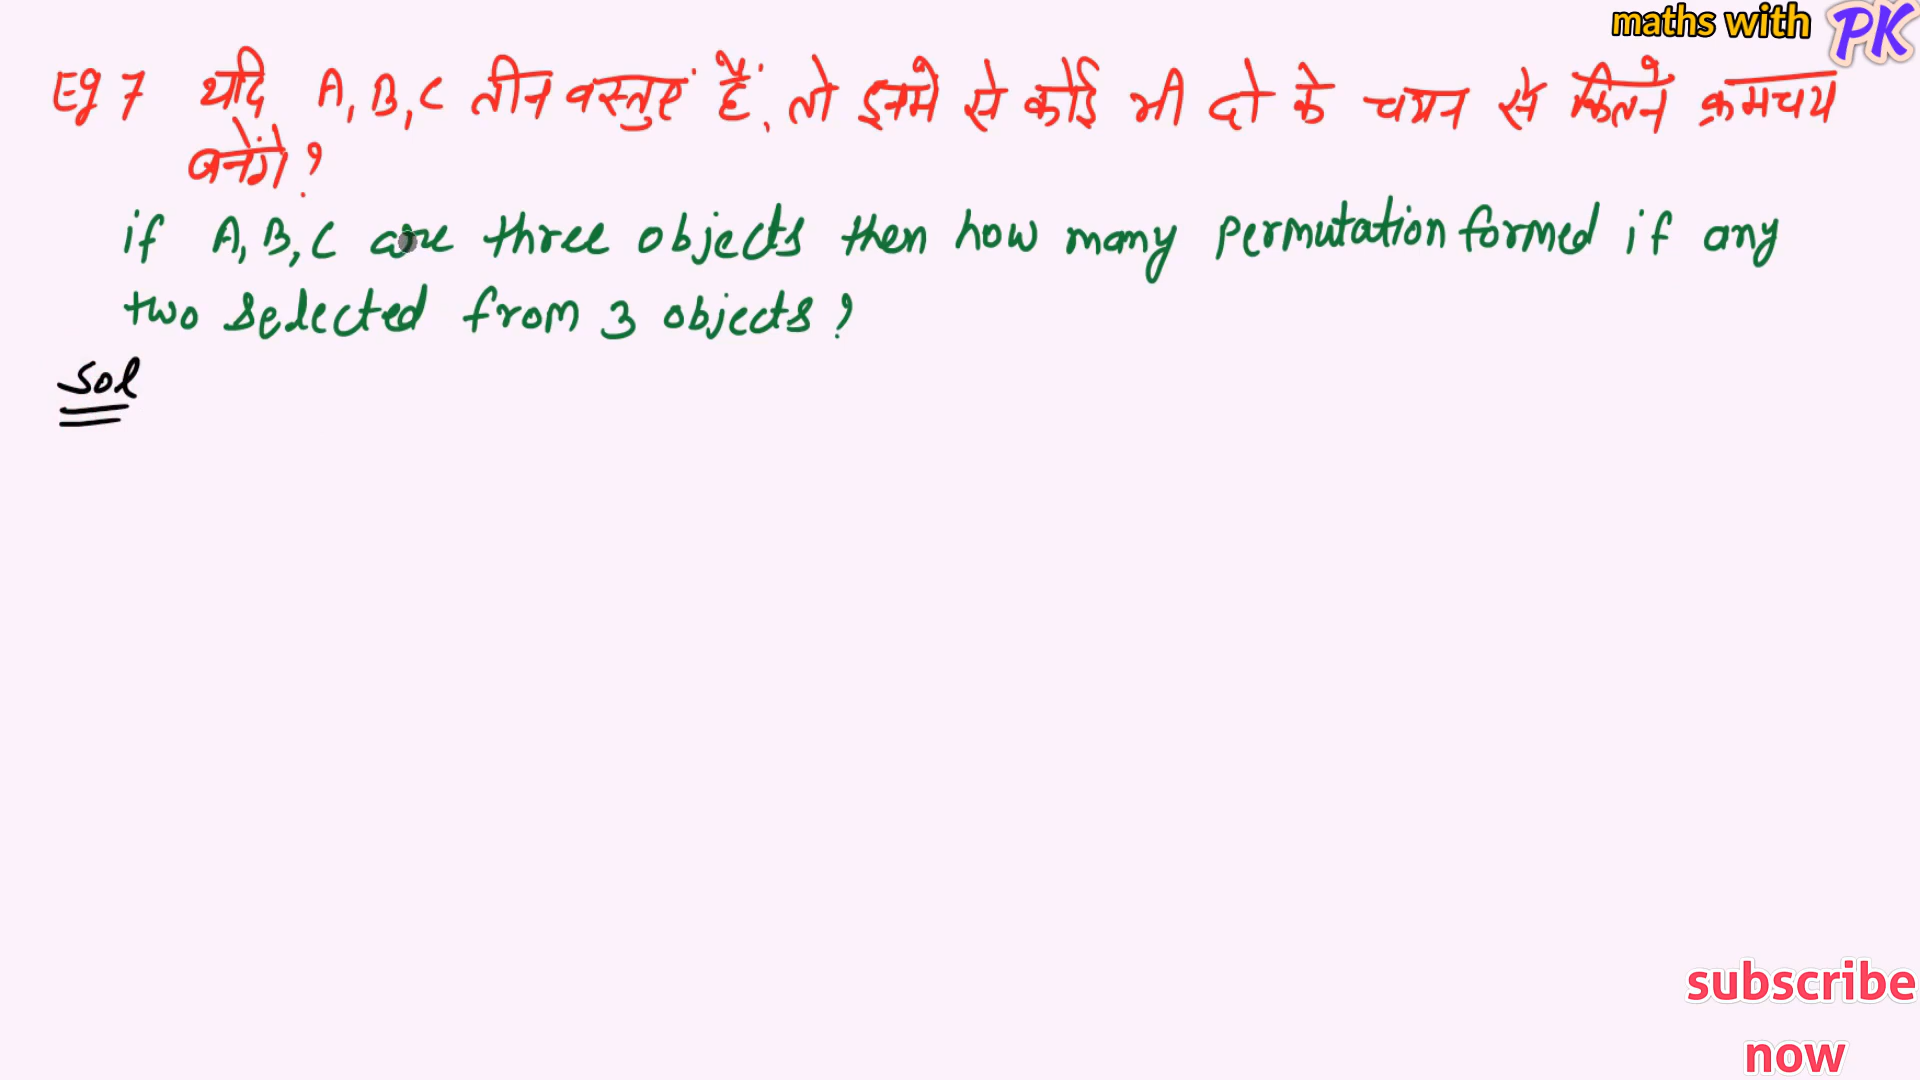 maths with PK
Eg 7 यदि A, B, C तीन वस्तुएं हैं, तो इनमे से कोई भी दो के चयन से कितने क्रमचय
बनेंगे?
if A, B, C are three objects then how many permutation formed if any
two selected from 3 objects?
Sol
subscribe
now